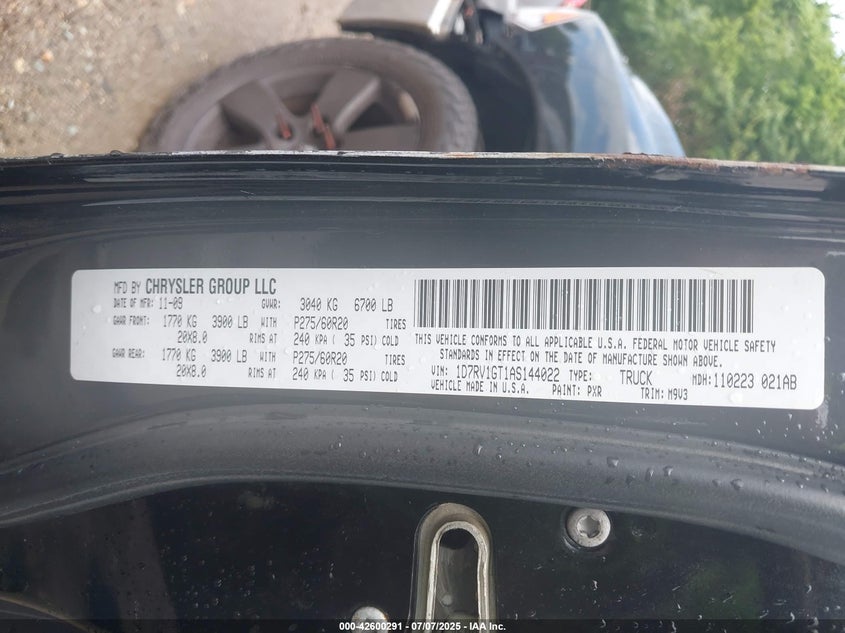 MFD BY CHRYSLER GROUP LLC
DATE OF MFR: 11-09 GVWR: 3040 KG 6700 LB
GAWR FRONT: 1770 KG 3900 LB WITH P275/60R20 TIRES
20X8.0 RIMS AT 240 KPA ( 35 PSI) COLD
GAWR REAR: 1770 KG 3900 LB WITH P275/60R20 TIRES
20X8.0 RIMS AT 240 KPA ( 35 PSI) COLD
THIS VEHICLE CONFORMS TO ALL APPLICABLE U.S.A. FEDERAL MOTOR VEHICLE SAFETY
STANDARDS IN EFFECT ON THE DATE OF MANUFACTURE SHOWN ABOVE.
VIN: 1D7RV1GT1AS144022 TYPE: TRUCK MDH: 110223 021AB
VEHICLE MADE IN U.S.A. PAINT: PXR TRIM: M9V3
000-42600291 - 07/07/2025 - IAAI, Inc.